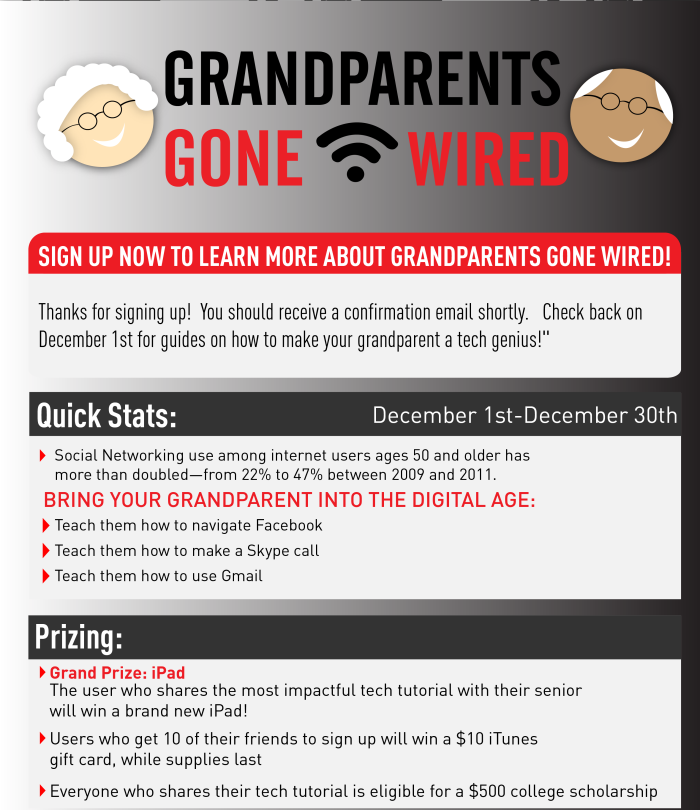 GRANDPARENTS
GONE WIRED
SIGN UP NOW TO LEARN MORE ABOUT GRANDPARENTS GONE WIRED!
Thanks for signing up! You should receive a confirmation email shortly. Check back on
December 1st for guides on how to make your grandparent a tech genius!"
Quick Stats: December 1st-December 30th
Social Networking use among internet users ages 50 and older has
more than doubled—from 22% to 47% between 2009 and 2011.
BRING YOUR GRANDPARENT INTO THE DIGITAL AGE:
Teach them how to navigate Facebook
Teach them how to make a Skype call
Teach them how to use Gmail
Prizing:
Grand Prize: iPad
The user who shares the most impactful tech tutorial with their senior
will win a brand new iPad!
Users who get 10 of their friends to sign up will win a $10 iTunes
gift card, while supplies last
Everyone who shares their tech tutorial is eligible for a $500 college scholarship